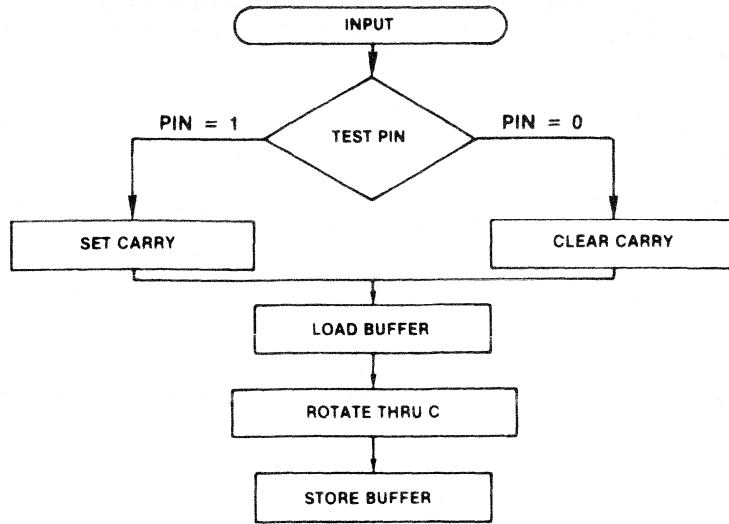 INPUT
PIN = 1
TEST PIN
PIN = 0
SET CARRY
CLEAR CARRY
LOAD BUFFER
ROTATE THRU C
STORE BUFFER